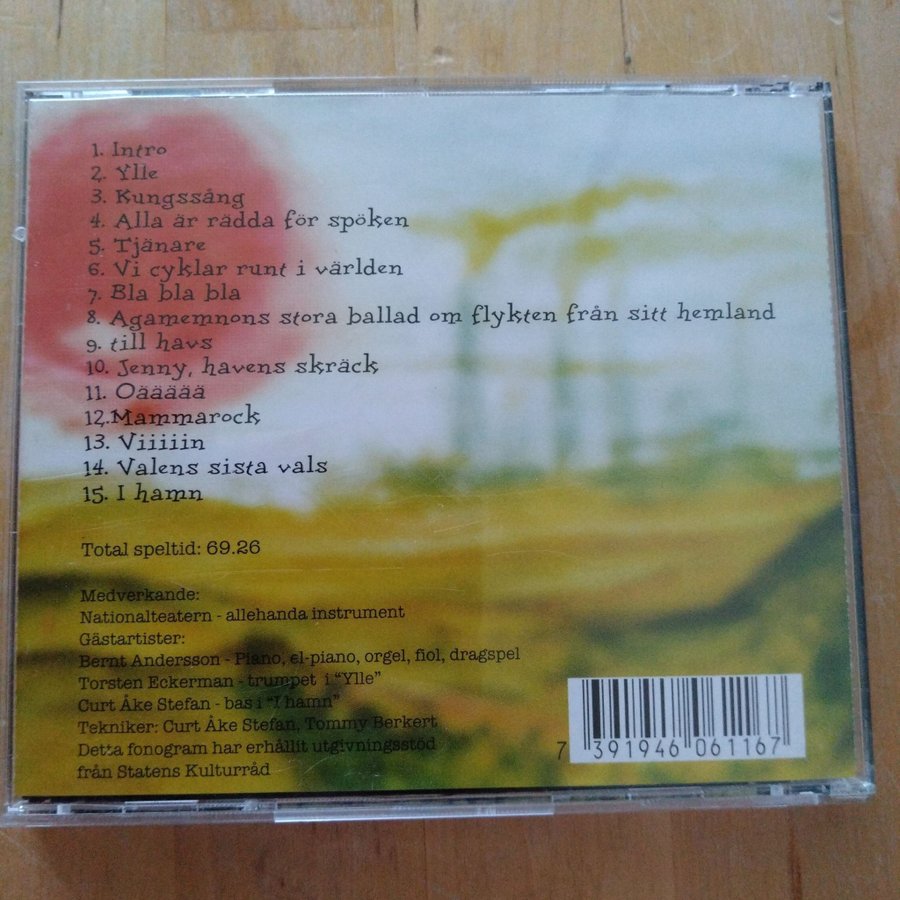 1. Intro
2. Ylle
3. Kungssång
4. Alla är rädda för spöken
5. Tjänare
6. Vi cyklar runt i världen
7. Bla bla bla
8. Agamemnons stora ballad om flykten från sitt hemland
9. till havs
10. Jenny, havens skräck
11. Oäääää
12. Mammarock
13. Viiiiin
14. Valens sista vals
15. I hamn
Total speltid: 69.26
Medverkande:
Nationalteatern - allehanda instrument
Gästartister:
Bernt Andersson - Piano, el-piano, orgel, fiol, dragspel
Torsten Eckerman - trumpet i "Ylle"
Curt Åke Stefan - bas i "I hamn"
Tekniker: Curt Åke Stefan, Tommy Berkert
Detta fonogram har erhållit utgivningsstöd
från Statens Kulturråd
7 391946 061167